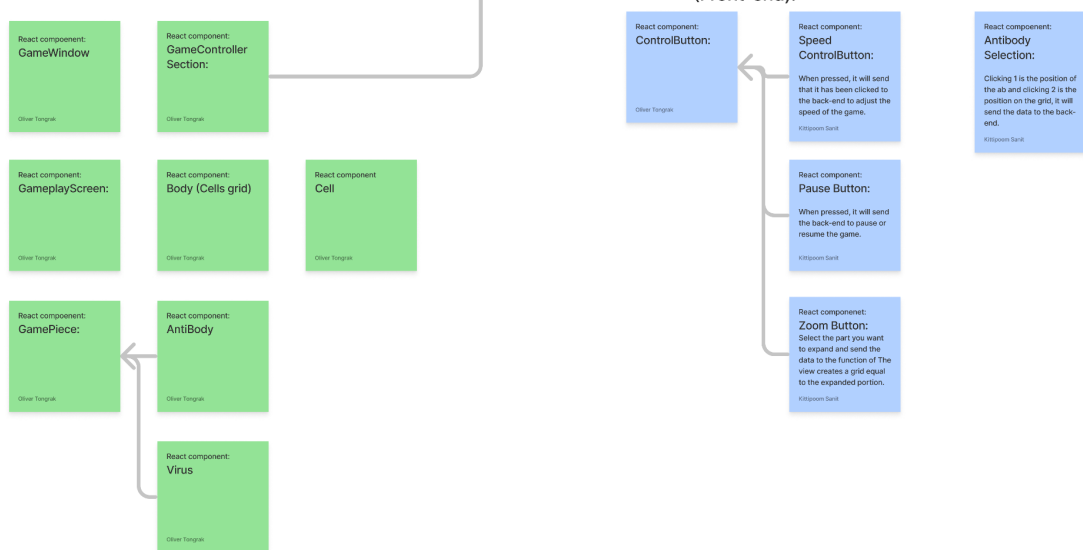 React compoenent:
GameWindow
Oliver Tongrak
React component:
GameController
Section:
Oliver Tongrak
React component:
GameplayScreen:
Oliver Tongrak
React component:
Body (Cells grid)
Oliver Tongrak
React component
Cell
Oliver Tongrak
React compoenent:
GamePiece:
Oliver Tongrak
React component:
AntiBody
Oliver Tongrak
React component:
Virus
Oliver Tongrak
React component:
ControlButton:
Oliver Tongrak
React component:
Speed
ControlButton:
When pressed, it will send
that it has been clicked to
the back-end to adjust the
speed of the game.
Kittipoom Sanit
React component:
Pause Button:
When pressed, it will send
the back-end to pause or
resume the game.
Kittipoom Sanit
React componenet:
Zoom Button:
Select the part you want
to expand and send the
data to the function of The
view creates a grid equal
to the expanded portion.
Kittipoom Sanit
React compoenent:
Antibody
Selection:
Clicking 1 is the position of
the ab and clicking 2 is the
position on the grid, it will
send the data to the back-
end.
Kittipoom Sanit